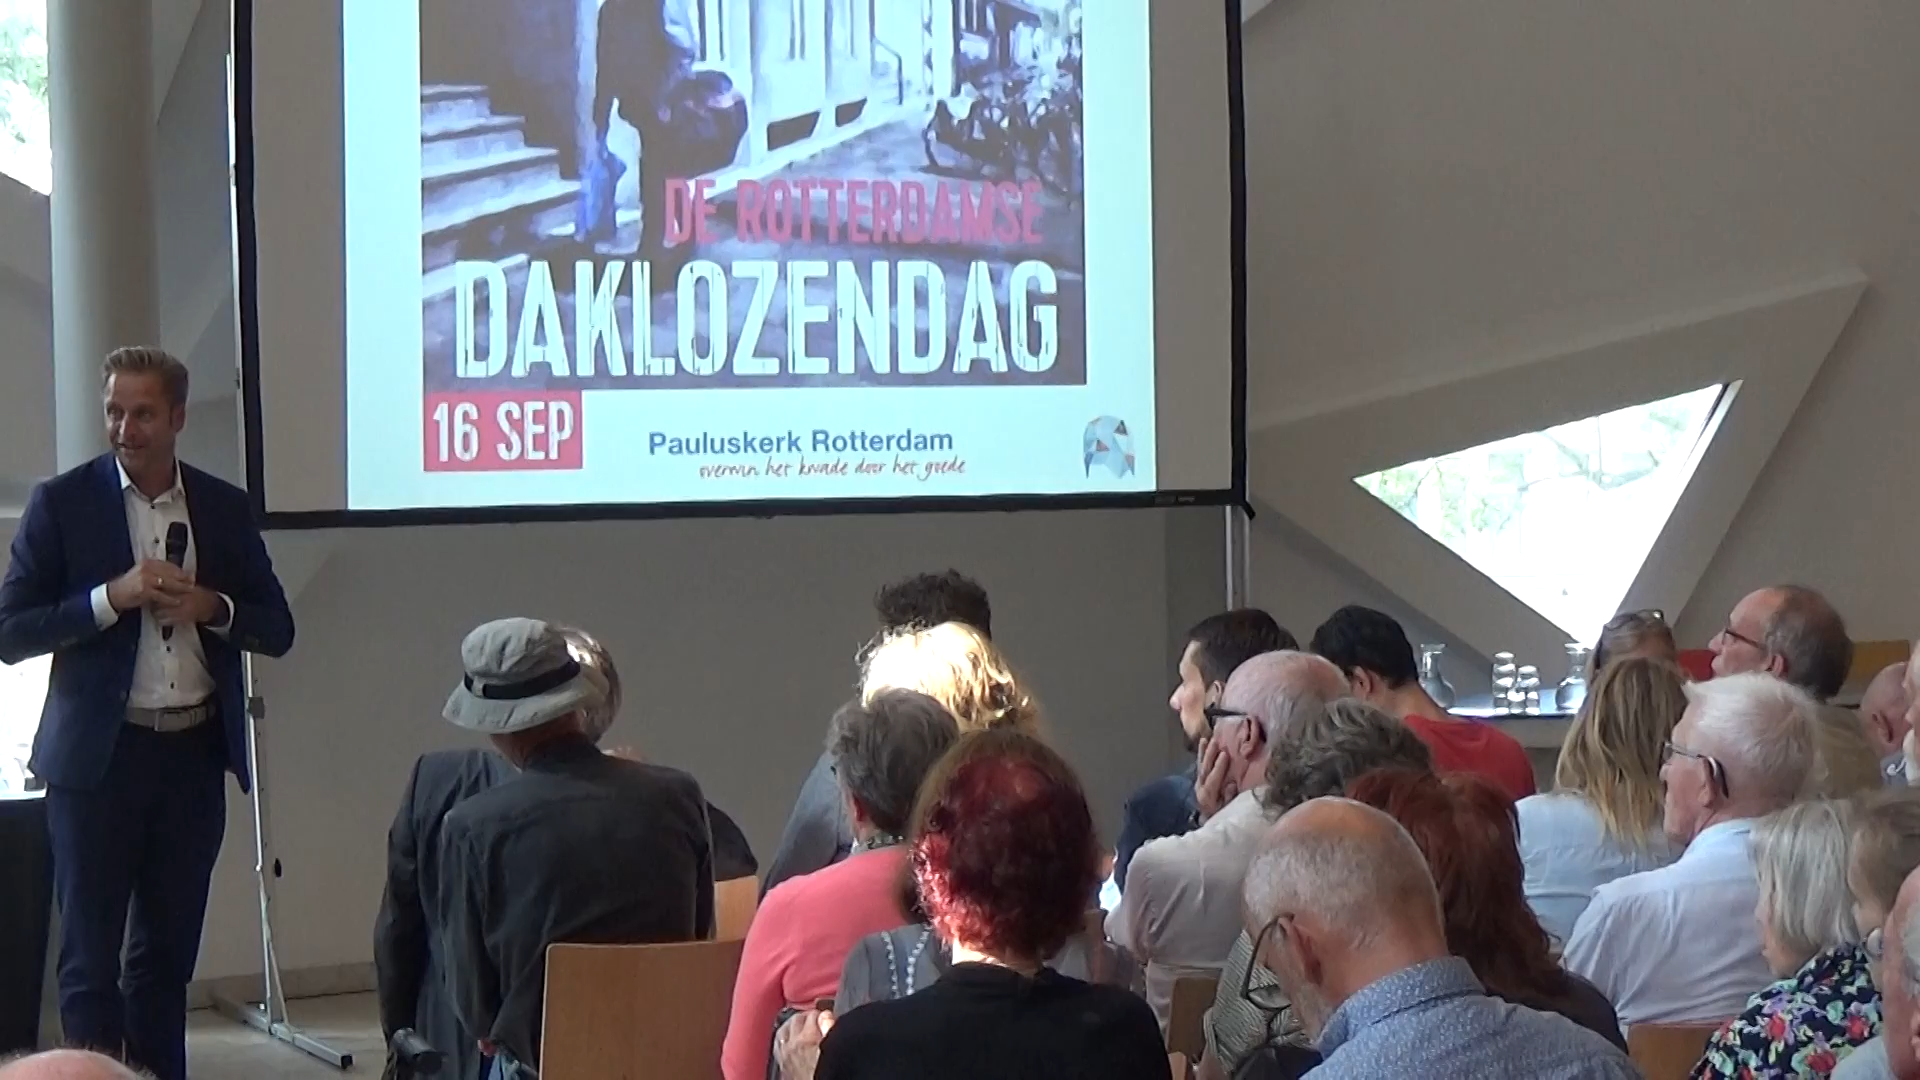 DE ROTTERDAMSE
DAKLOZENDAG
16 SEP
Pauluskerk Rotterdam
overwin het kwade door het goede